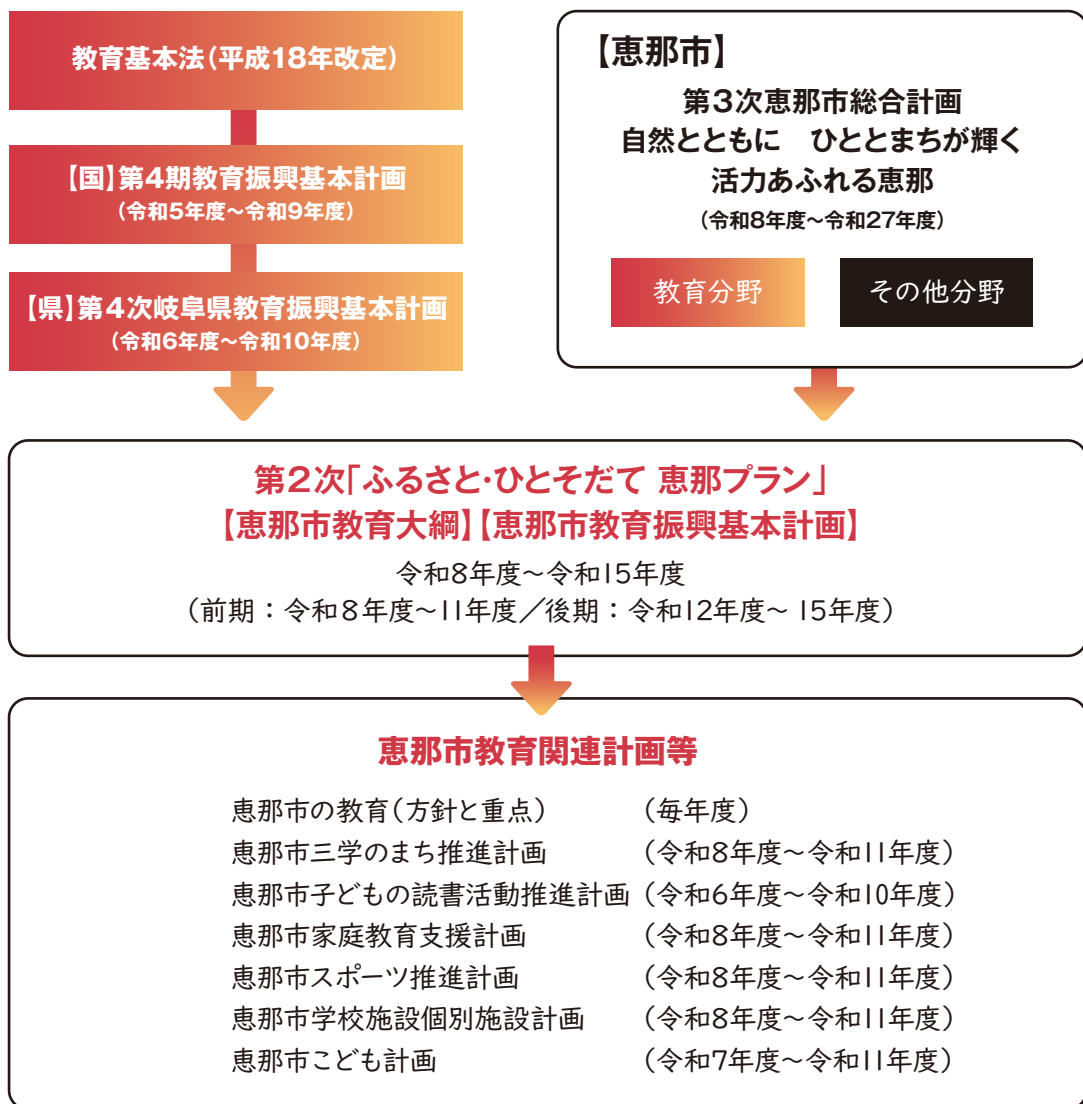 教育基本法（平成18年改定）
【国】第4期教育振興基本計画
（令和5年度～令和9年度）
【県】第4次岐阜県教育振興基本計画
（令和6年度～令和10年度）
【恵那市】
第3次恵那市総合計画
自然とともに　ひととまちが輝く
活力あふれる恵那
（令和8年度～令和27年度）
教育分野
その他分野
第2次「ふるさと・ひとそだて 恵那プラン」
【恵那市教育大綱】【恵那市教育振興基本計画】
令和8年度～令和15年度
（前期：令和8年度～11年度／後期：令和12年度～ 15年度）
恵那市教育関連計画等
恵那市の教育（方針と重点）　（毎年度）
恵那市三学のまち推進計画　（令和8年度～令和11年度）
恵那市子どもの読書活動推進計画（令和6年度～令和10年度）
恵那市家庭教育支援計画　（令和8年度～令和11年度）
恵那市スポーツ推進計画　（令和8年度～令和11年度）
恵那市学校施設個別施設計画　（令和8年度～令和11年度）
恵那市こども計画　（令和7年度～令和11年度）